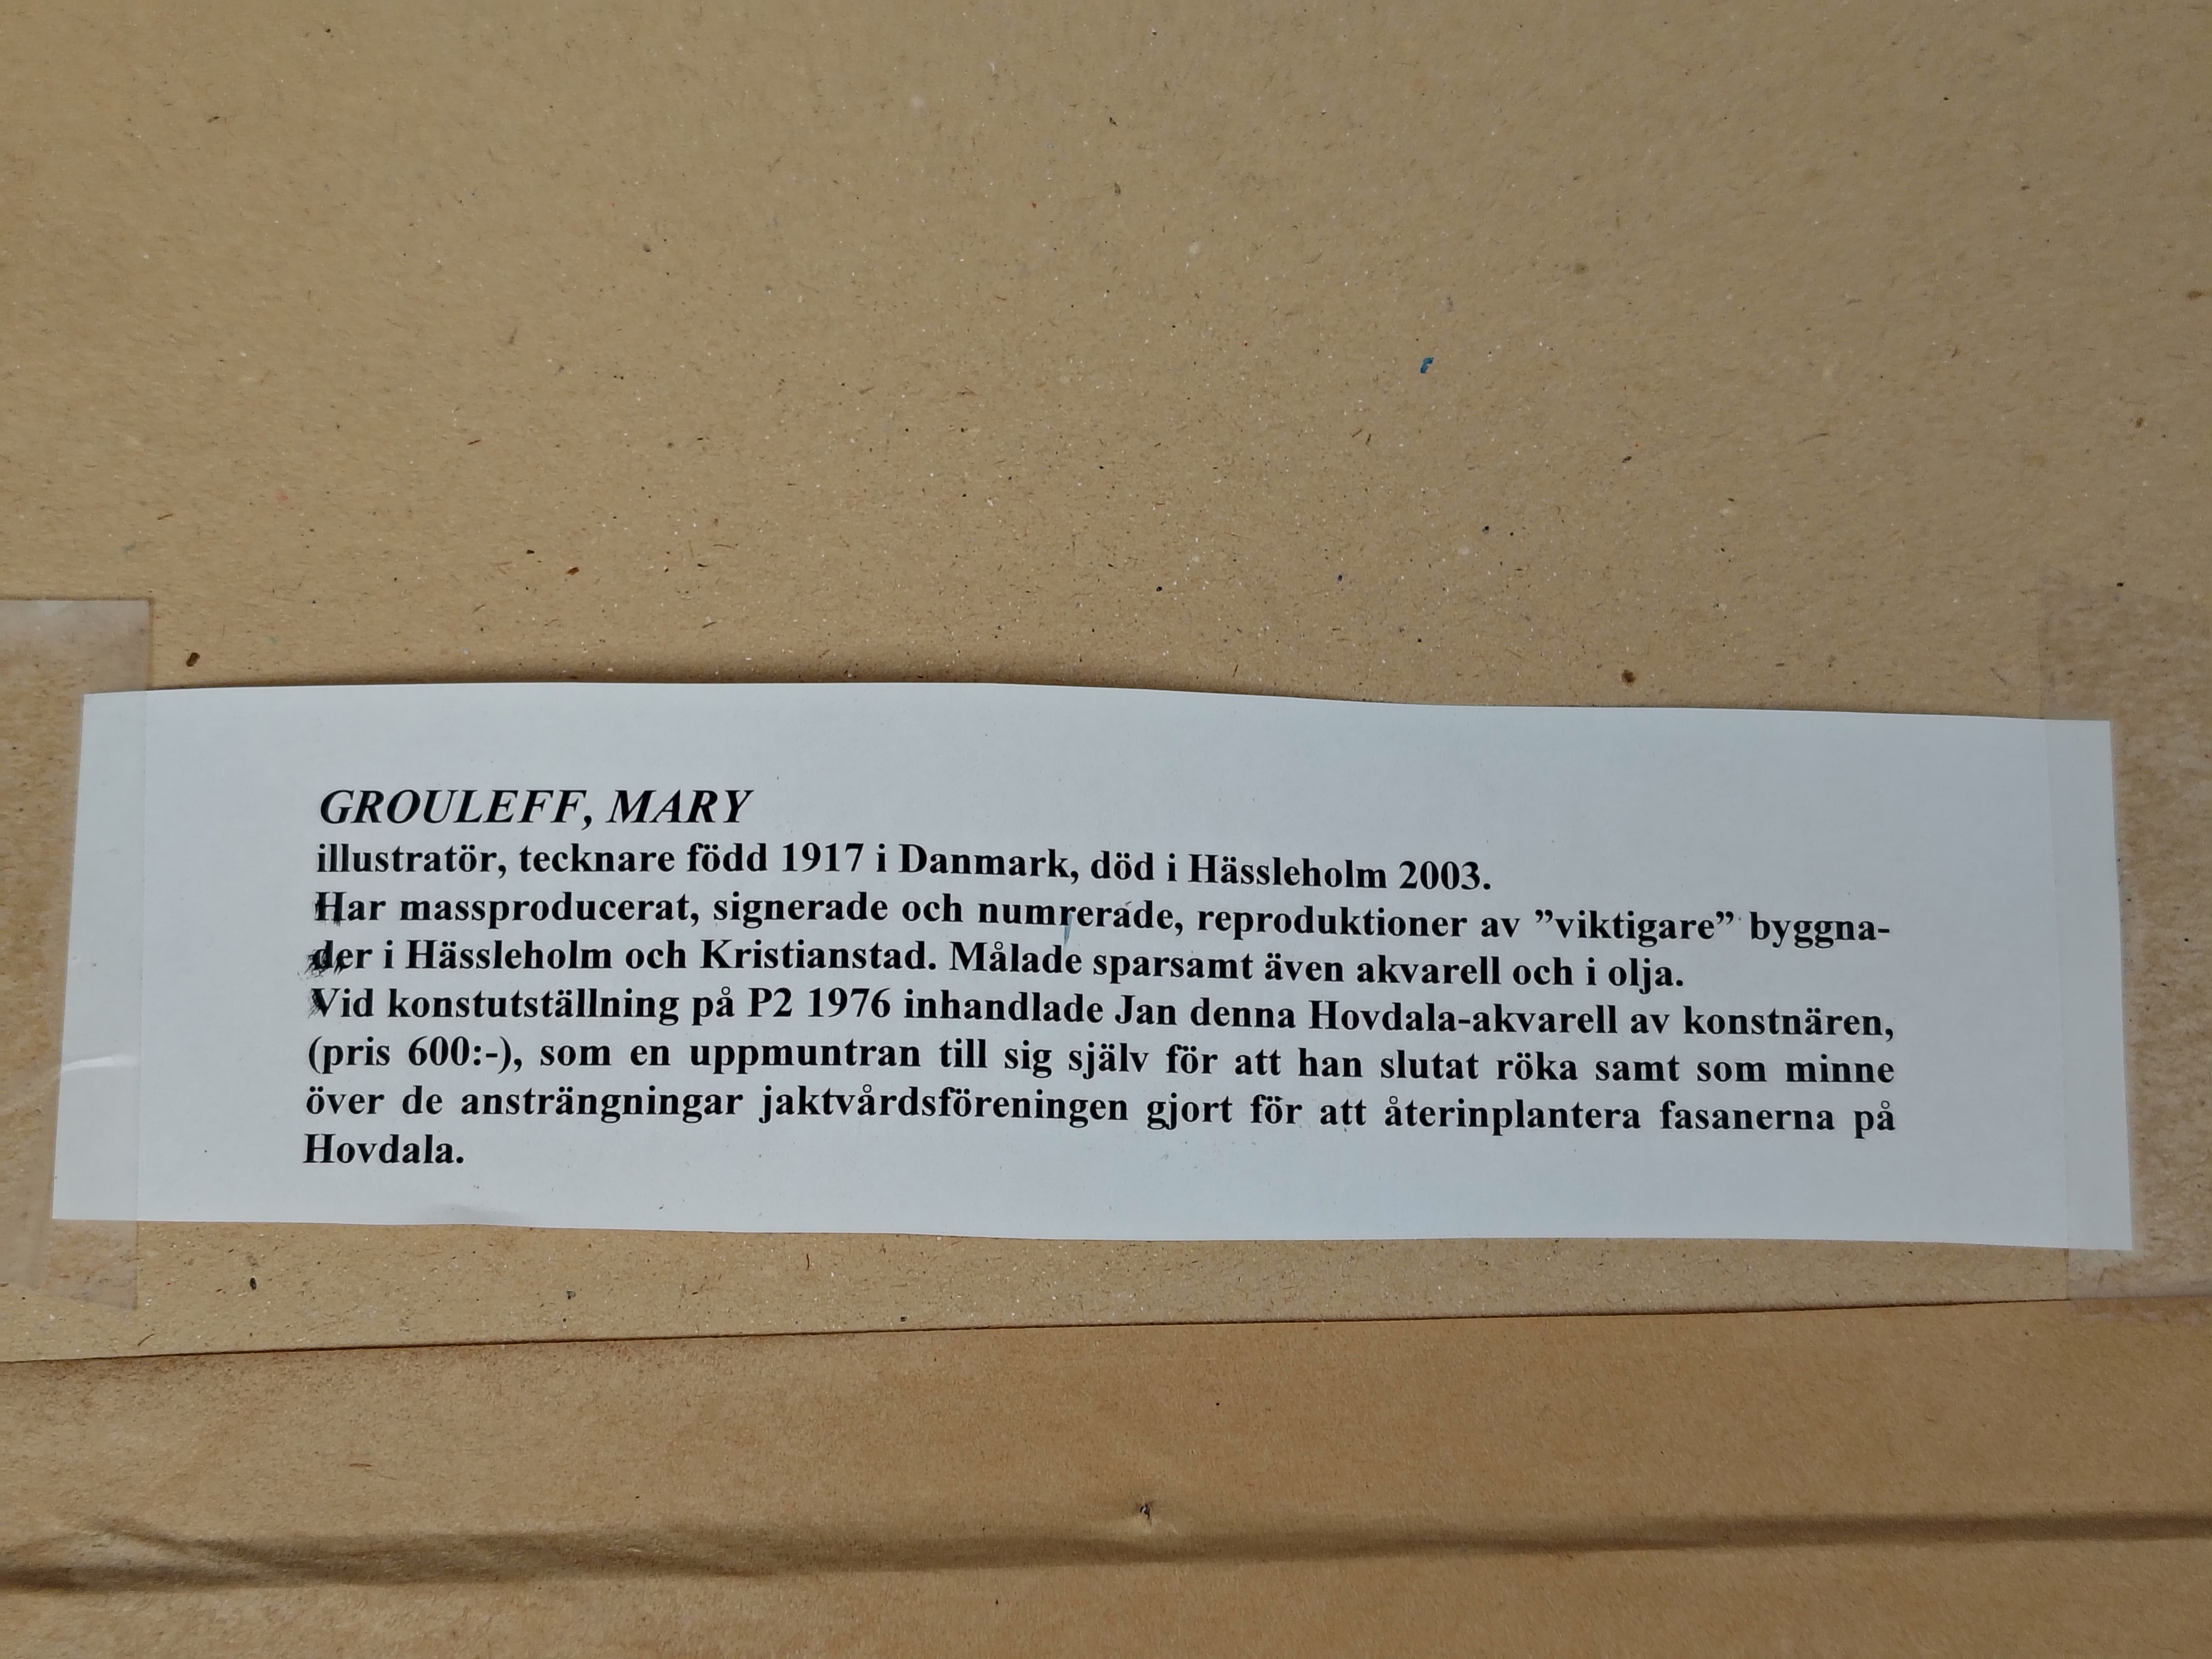 GROULEFF, MARY
illustratör, tecknare född 1917 i Danmark, död i Hässleholm 2003.
Har massproducerat, signerade och numrerade, reproduktioner av ”viktigare” byggna-
der i Hässleholm och Kristianstad. Målade sparsamt även akvarell och i olja.
Vid konstutställning på P2 1976 inhandlade Jan denna Hovdala-akvarell av konstnären,
(pris 600:-), som en uppmuntran till sig själv för att han slutat röka samt som minne
över de ansträngningar jaktvårdsföreningen gjort för att återinplantera fasanerna på
Hovdala.